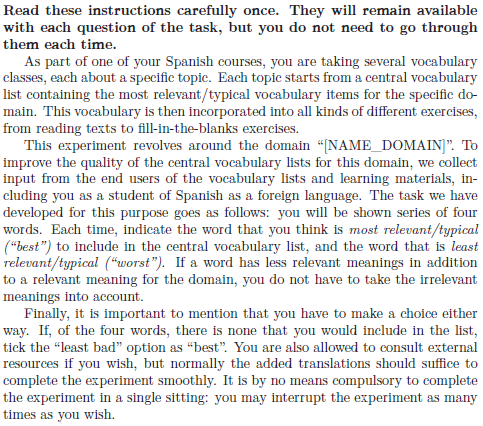 Read these instructions carefully once. They will remain available
with each question of the task, but you do not need to go through
them each time.
As part of one of your Spanish courses, you are taking several vocabulary
classes, each about a specific topic. Each topic starts from a central vocabulary
list containing the most relevant/typical vocabulary items for the specific do-
main. This vocabulary is then incorporated into all kinds of different exercises,
from reading texts to fill-in-the-blanks exercises.
This experiment revolves around the domain “[NAME_DOMAIN]”. To
improve the quality of the central vocabulary lists for this domain, we collect
input from the end users of the vocabulary lists and learning materials, in-
cluding you as a student of Spanish as a foreign language. The task we have
developed for this purpose goes as follows: you will be shown series of four
words. Each time, indicate the word that you think is most relevant/typical
(“best”) to include in the central vocabulary list, and the word that is least
relevant/typical (“worst”). If a word has less relevant meanings in addition
to a relevant meaning for the domain, you do not have to take the irrelevant
meanings into account.
Finally, it is important to mention that you have to make a choice either
way. If, of the four words, there is none that you would include in the list,
tick the “least bad” option as “best”. You are also allowed to consult external
resources if you wish, but normally the added translations should suffice to
complete the experiment smoothly. It is by no means compulsory to complete
the experiment in a single sitting: you may interrupt the experiment as many
times as you wish.